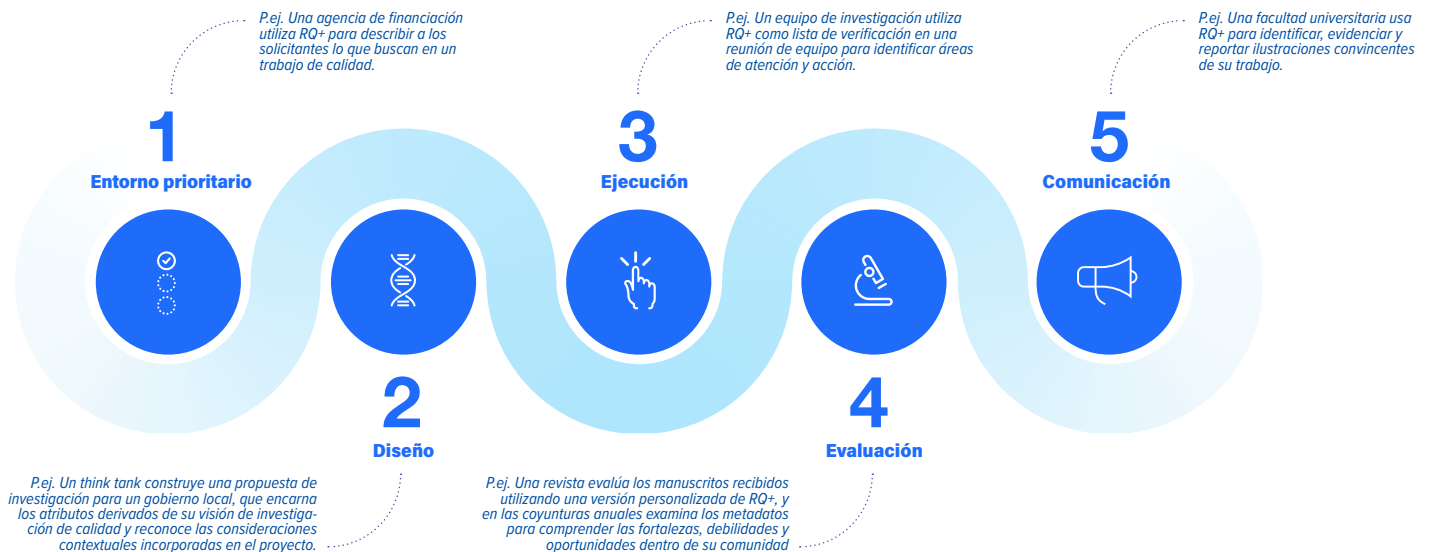 P.ej. Una agencia de financiación
utiliza RQ+ para describir a los
solicitantes lo que buscan en un
trabajo de calidad.
1
Entorno prioritario
P.ej. Un think tank construye una propuesta de
investigación para un gobierno local, que encarna
los atributos derivados de su visión de investiga-
ción de calidad y reconoce las consideraciones
contextuales incorporadas en el proyecto.
2
Diseño
P.ej. Un equipo de investigación utiliza
RQ+ como lista de verificación en una
reunión de equipo para identificar áreas
de atención y acción.
3
Ejecución
P.ej. Una revista evalúa los manuscritos recibidos
utilizando una versión personalizada de RQ+, y
en las coyunturas anuales examina los metadatos
para comprender las fortalezas, debilidades y
oportunidades dentro de su comunidad
4
Evaluación
P.ej. Una facultad universitaria usa
RQ+ para identificar, evidenciar y
reportar ilustraciones convincentes
de su trabajo.
5
Comunicación